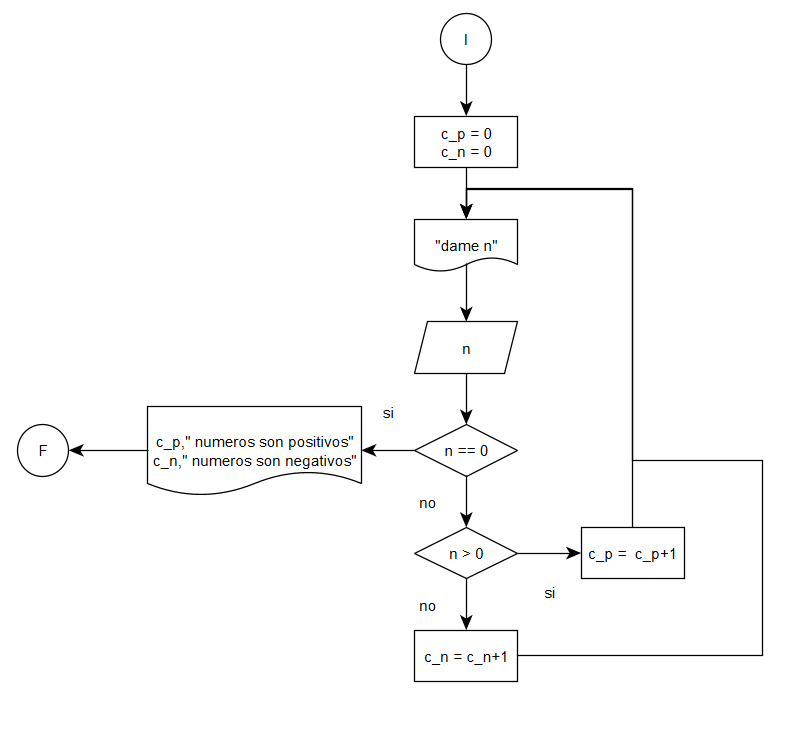 I
c_p = 0
c_n = 0
"dame n"
n
si
n == 0
c_p," numeros son positivos"
c_n," numeros son negativos"
F
no
n > 0
c_p = c_p+1
si
no
c_n = c_n+1